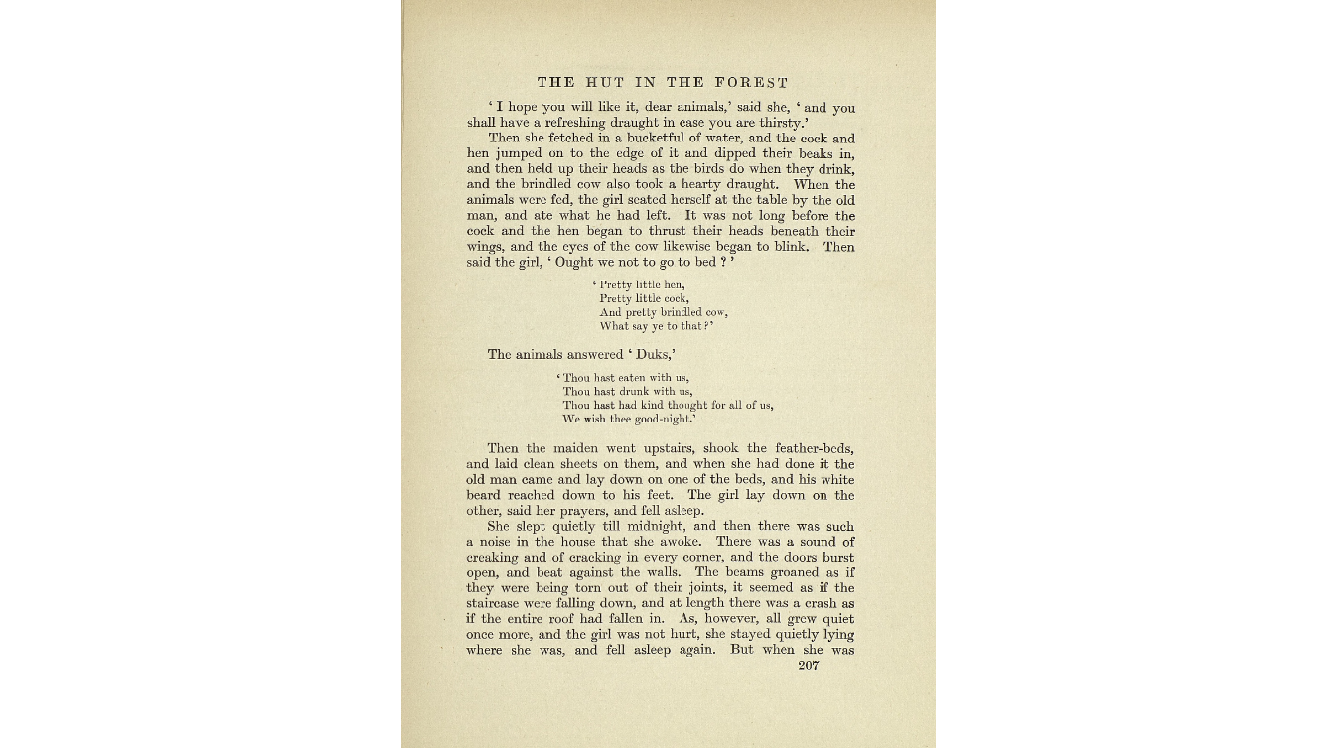 THE HUT IN THE FOREST
‘ I hope you will like it, dear animals,’ said she, ‘ and you
shall have a refreshing draught in case you are thirsty.’
Then she fetched in a bucketful of water, and the cock and
hen jumped on to the edge of it and dipped their beaks in,
and then held up their heads as the birds do when they drink,
and the brindled cow also took a hearty draught. When the
animals were fed, the girl seated herself at the table by the old
man, and ate what he had left. It was not long before the
cock and the hen began to thrust their heads beneath their
wings, and the eyes of the cow likewise began to blink. Then
said the girl, ‘ Ought we not to go to bed ? ’
‘ Pretty little hen,
Pretty little cock,
And pretty brindled cow,
What say ye to that ?’
The animals answered ‘ Duks,’
‘ Thou hast eaten with us,
Thou hast drunk with us,
Thou hast had kind thought for all of us,
We wish thee good-night.’
Then the maiden went upstairs, shook the feather-beds,
and laid clean sheets on them, and when she had done it the
old man came and lay down on one of the beds, and his white
beard reached down to his feet. The girl lay down on the
other, said her prayers, and fell asleep.
She slept quietly till midnight, and then there was such
a noise in the house that she awoke. There was a sound of
creaking and of cracking in every corner, and the doors burst
open, and beat against the walls. The beams groaned as if
they were being torn out of their joints, it seemed as if the
staircase were falling down, and at length there was a crash as
if the entire roof had fallen in. As, however, all grew quiet
once more, and the girl was not hurt, she stayed quietly lying
where she was, and fell asleep again. But when she was
207